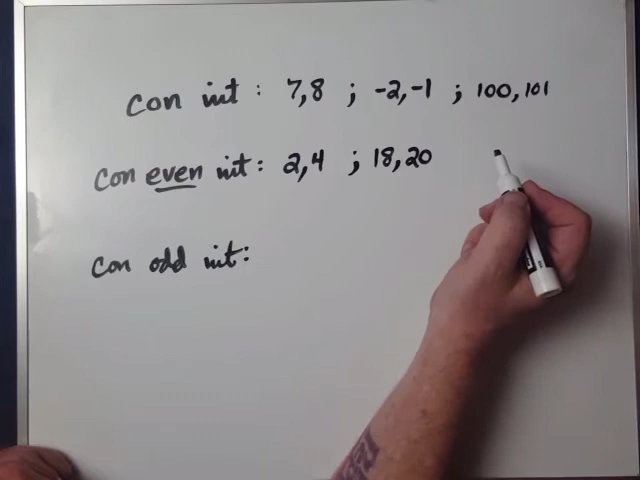 con int : 7,8 ; -2,-1 ; 100,101
con even int: 2,4 ; 18,20
con odd int: